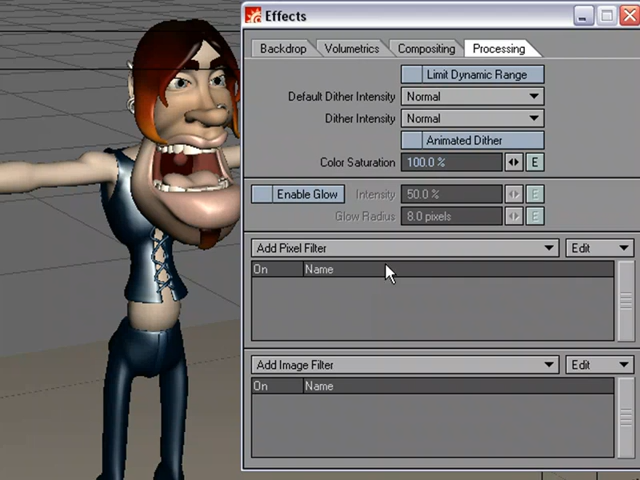 Effects
Backdrop Volumetrics Compositing Processing
Limit Dynamic Range
Default Dither Intensity Normal
Dither Intensity Normal
Animated Dither
Color Saturation 100.0 % E
Enable Glow Intensity 50.0 % E
Glow Radius 8.0 pixels E
Add Pixel Filter Edit
On Name
Add Image Filter Edit
On Name